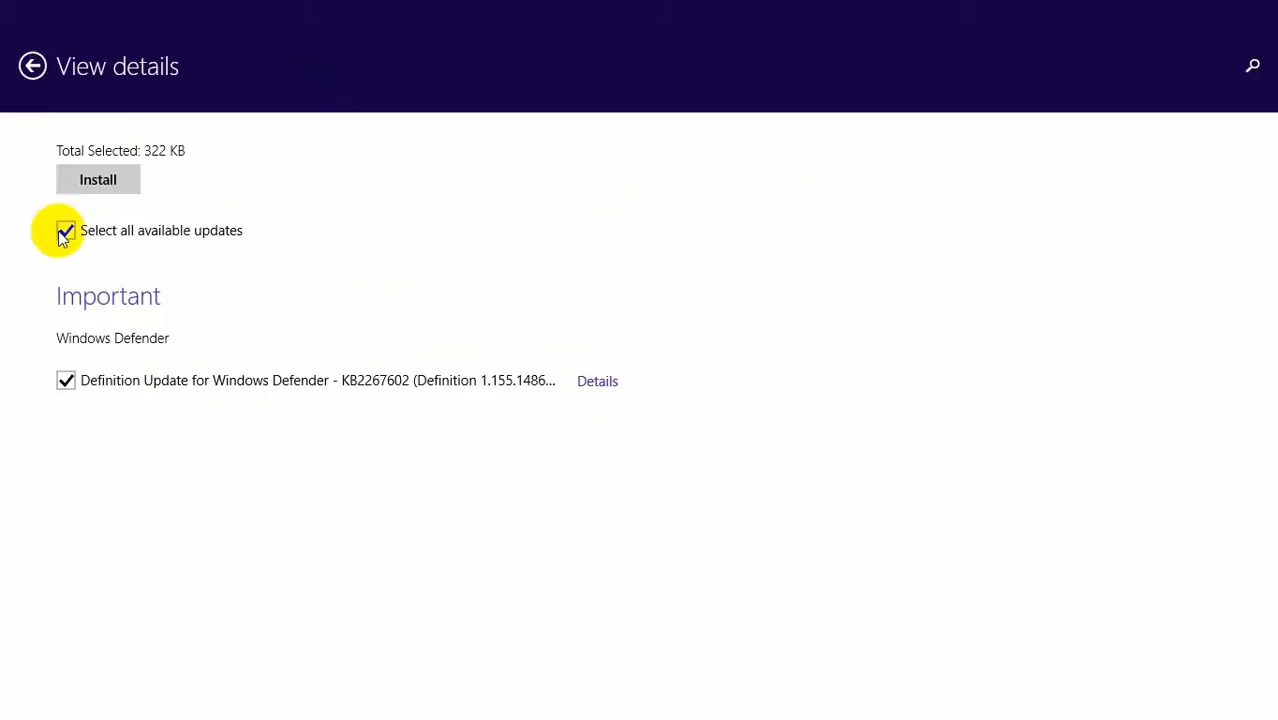 View details
Total Selected: 322 KB
Install
Select all available updates
Important
Windows Defender
Definition Update for Windows Defender - KB2267602 (Definition 1.155.1486... Details